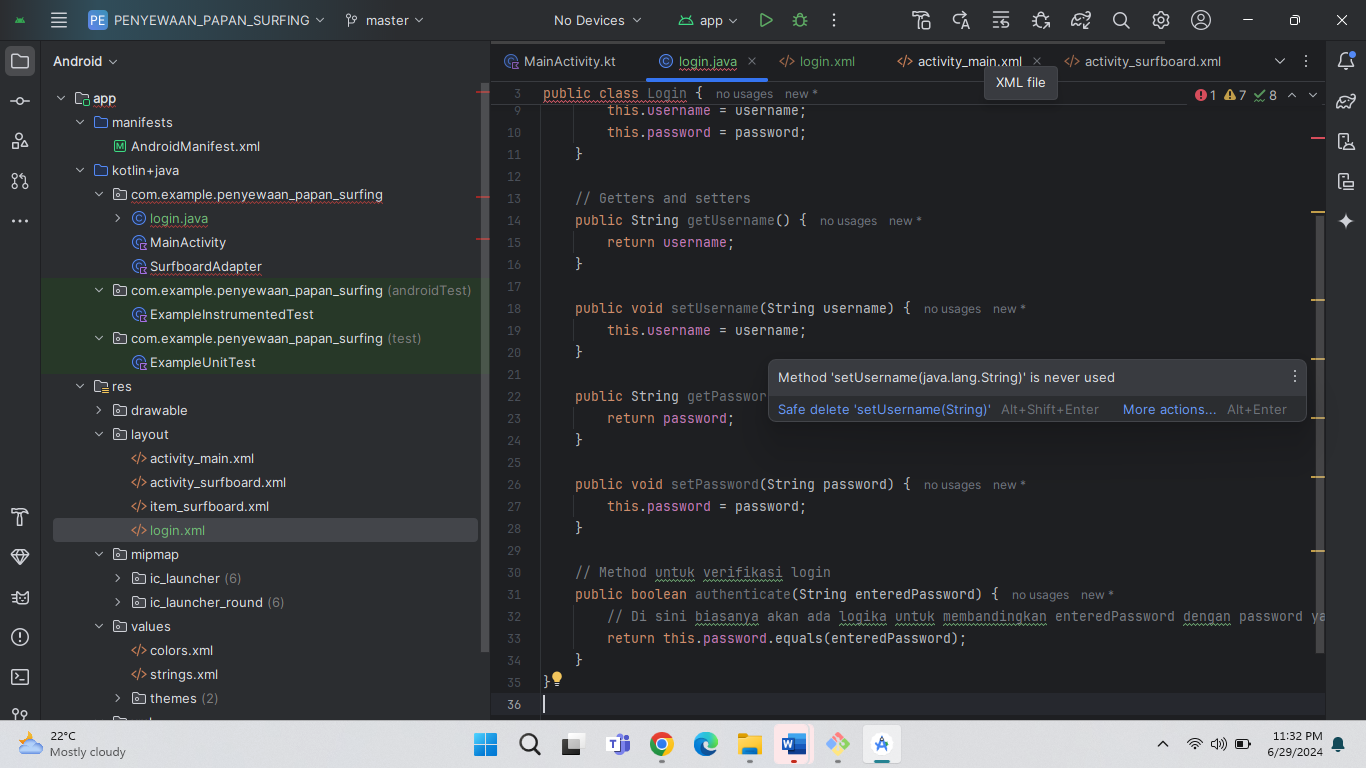 PE PENYEWAAN_PAPAN_SURFING master No Devices app
Android
MainActivity.kt login.java login.xml activity_main.xml activity_surfboard.xml
XML file
app
manifests
AndroidManifest.xml
kotlin+java
com.example.penyewaan_papan_surfing
login.java
MainActivity
SurfboardAdapter
com.example.penyewaan_papan_surfing (androidTest)
ExampleInstrumentedTest
com.example.penyewaan_papan_surfing (test)
ExampleUnitTest
res
drawable
layout
activity_main.xml
activity_surfboard.xml
item_surfboard.xml
login.xml
mipmap
ic_launcher (6)
ic_launcher_round (6)
values
colors.xml
strings.xml
themes (2)
3 public class Login { no usages new *
1 7 8
9 this.username = username;
10 this.password = password;
11 }
12
13 // Getters and setters
14 public String getUsername() { no usages new *
15 return username;
16 }
17
18 public void setUsername(String username) { no usages new *
19 this.username = username;
20 }
21
22 public String getPasswor
23 return password;
24 }
25
26 public void setPassword(String password) { no usages new *
27 this.password = password;
28 }
29
30 // Method untuk verifikasi login
31 public boolean authenticate(String enteredPassword) { no usages new *
32 // Di sini biasanya akan ada logika untuk membandingkan enteredPassword dengan password ya
33 return this.password.equals(enteredPassword);
34 }
35 }
36
Method 'setUsername(java.lang.String)' is never used
Safe delete 'setUsername(String)' Alt+Shift+Enter More actions... Alt+Enter
22°C
Mostly cloudy
11:32 PM
6/29/2024